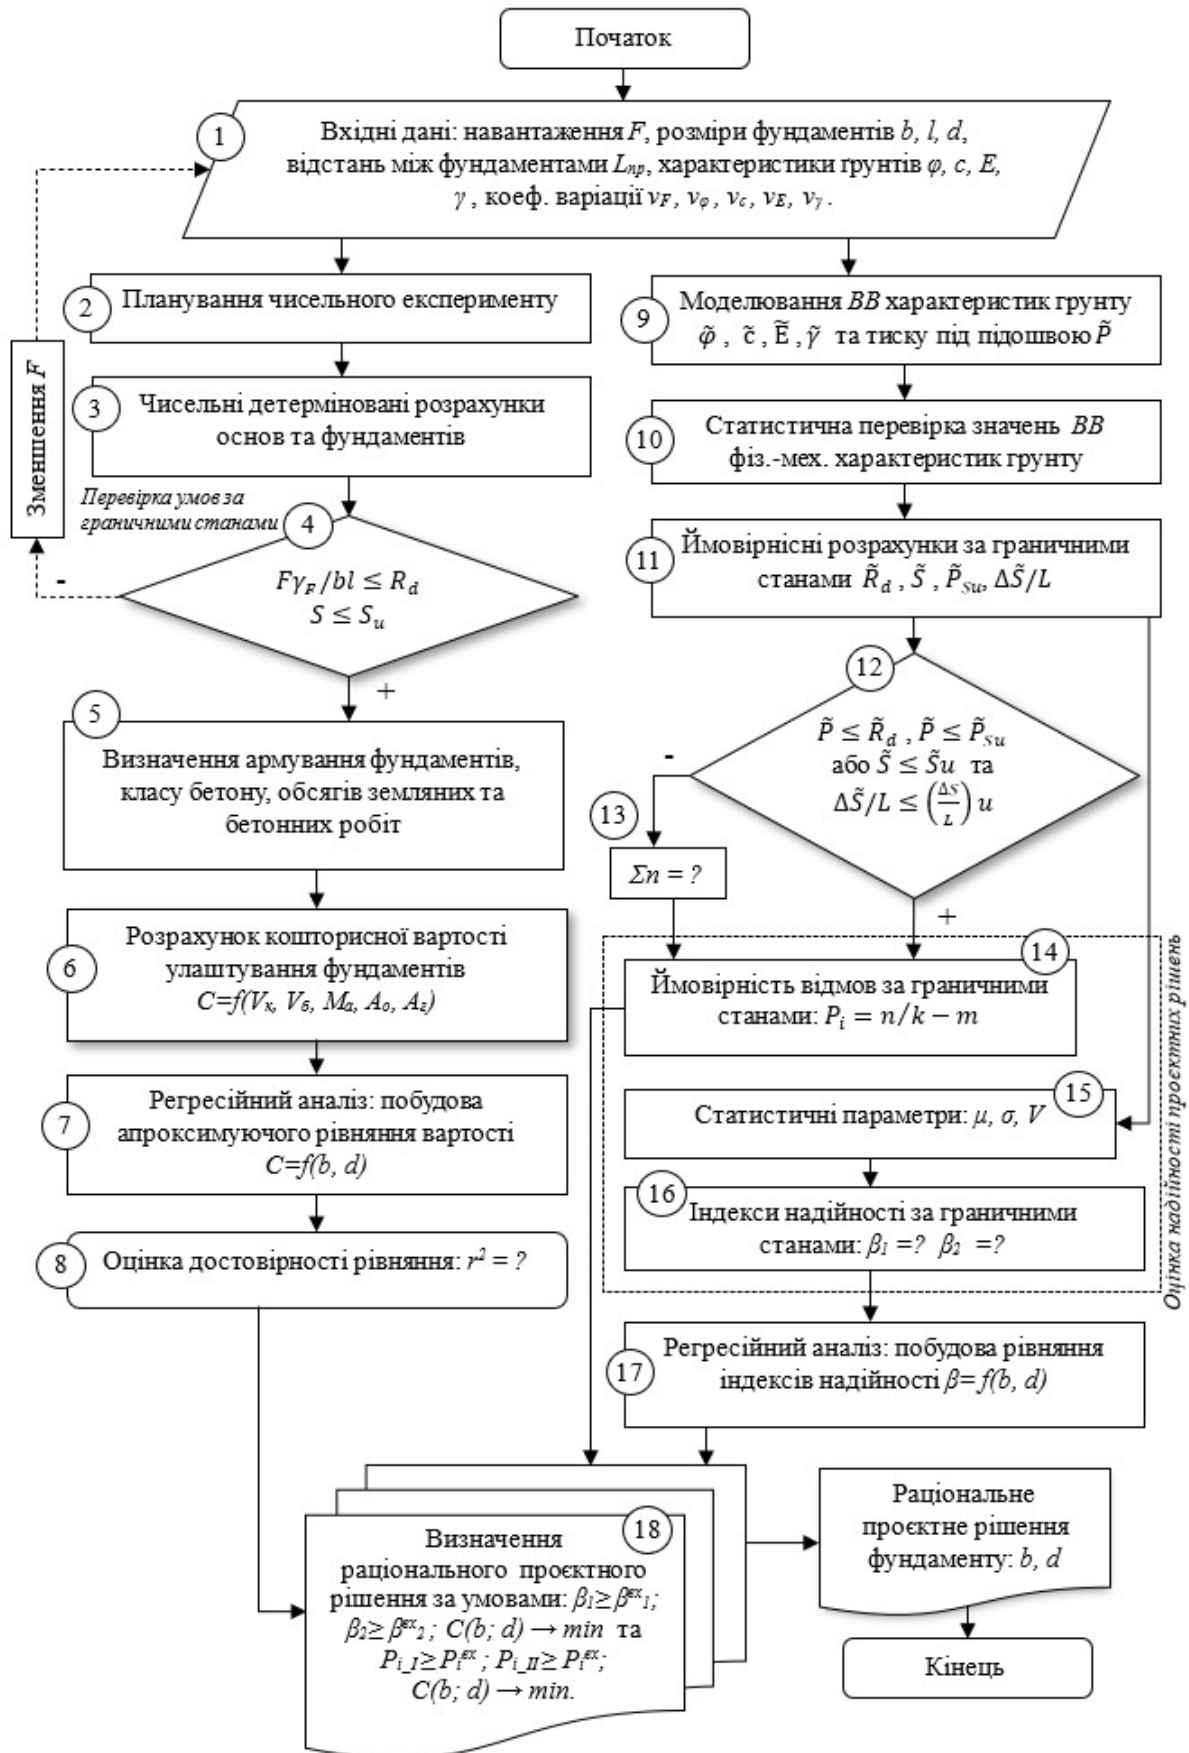 Початок
1
Вхідні дані: навантаження F, розміри фундаментів b, l, d,
відстань між фундаментами Lпр, характеристики ґрунтів φ, c, E,
γ , коеф. варіації vF, vφ , vc, vE, vγ .
2
Планування чисельного експерименту
Зменшення F
3
Чисельні детерміновані розрахунки
основ та фундаментів
Перевірка умов за
граничними станами
4
FγF/bl ≤ Rd
S ≤ Su
-
+
5
Визначення армування фундаментів,
класу бетону, обсягів земляних та
бетонних робіт
6
Розрахунок кошторисної вартості
улаштування фундаментів
C=f(Vк, Vб, Ma, Ao, Aг)
7
Регресійний аналіз: побудова
апроксимуючого рівняння вартості
C=f(b, d)
8
Оцінка достовірності рівняння: r² = ?
9
Моделювання ВВ характеристик грунту
φ̃ , c̃ , Ẽ , γ̃ та тиску під підошвою P̃
10
Статистична перевірка значень ВВ
фіз.-мех. характеристик грунту
11
Ймовірнісні розрахунки за граничними
станами R̃d , S̃ , P̃Su, ΔS̃/L
12
P̃ ≤ R̃d , P̃ ≤ P̃Su
або S̃ ≤ S̃u та
ΔS̃/L ≤ (ΔS/L) u
-
+
13
Σn = ?
Оцінка надійності проєктних рішень
14
Ймовірність відмов за граничними
станами: Pi = n/k − m
15
Статистичні параметри: μ, σ, V
16
Індекси надійності за граничними
станами: β1 =? β2 =?
17
Регресійний аналіз: побудова рівняння
індексів надійності β= f(b, d)
18
Визначення
раціонального проєктного
рішення за умовами: β1≥ βᵉˣ1;
β2≥ βᵉˣ2 ; C(b; d) → min та
Pi_I ≥ Piᵉˣ ; Pi_II ≥ Piᵉˣ;
C(b; d) → min.
Раціональне
проєктне рішення
фундаменту: b, d
Кінець